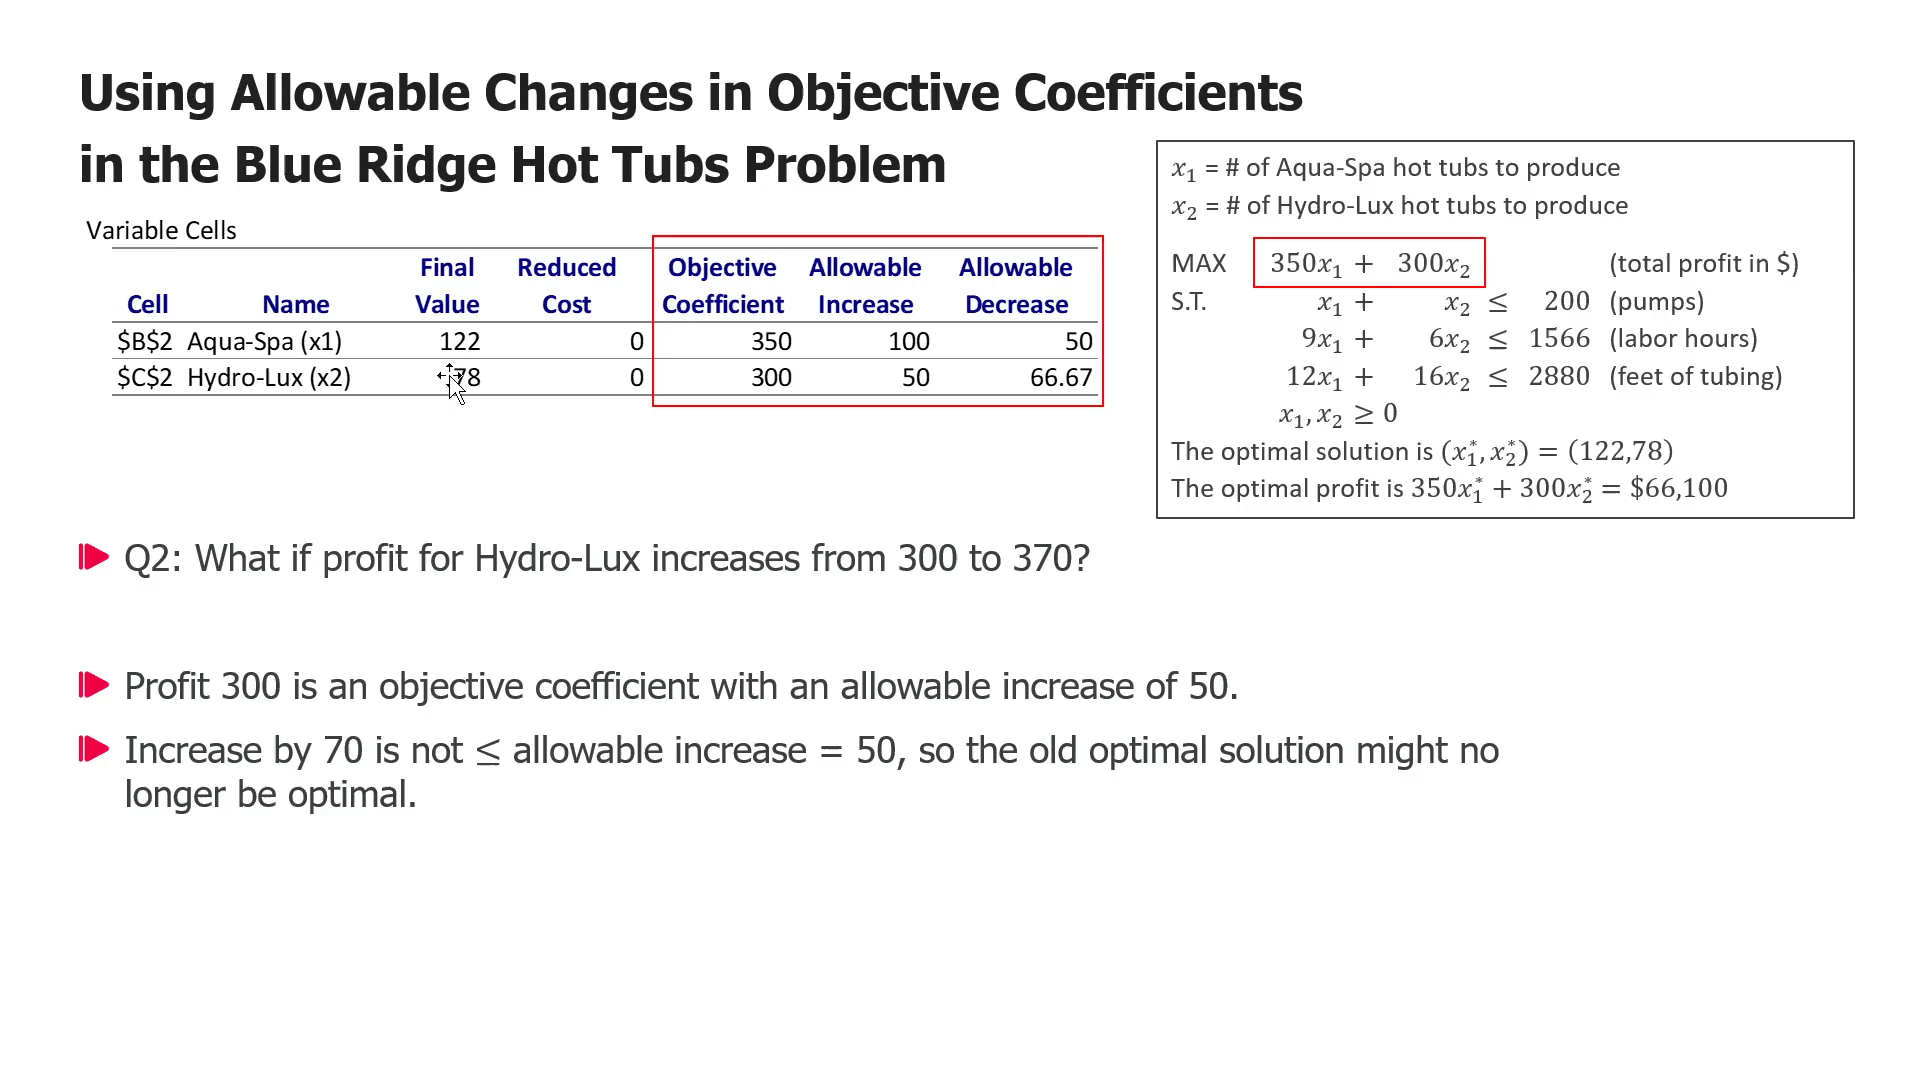 Using Allowable Changes in Objective Coefficients
in the Blue Ridge Hot Tubs Problem
Variable Cells
Final Reduced Objective Allowable Allowable
Cell Name Value Cost Coefficient Increase Decrease
$B$2 Aqua-Spa (x1) 122 0 350 100 50
$C$2 Hydro-Lux (x2) 78 0 300 50 66.67
x₁ = # of Aqua-Spa hot tubs to produce
x₂ = # of Hydro-Lux hot tubs to produce
MAX 350x₁ + 300x₂ (total profit in $)
S.T. x₁ + x₂ ≤ 200 (pumps)
9x₁ + 6x₂ ≤ 1566 (labor hours)
12x₁ + 16x₂ ≤ 2880 (feet of tubing)
x₁, x₂ ≥ 0
The optimal solution is (x₁*, x₂*) = (122,78)
The optimal profit is 350x₁* + 300x₂* = $66,100
Q2: What if profit for Hydro-Lux increases from 300 to 370?
Profit 300 is an objective coefficient with an allowable increase of 50.
Increase by 70 is not ≤ allowable increase = 50, so the old optimal solution might no
longer be optimal.